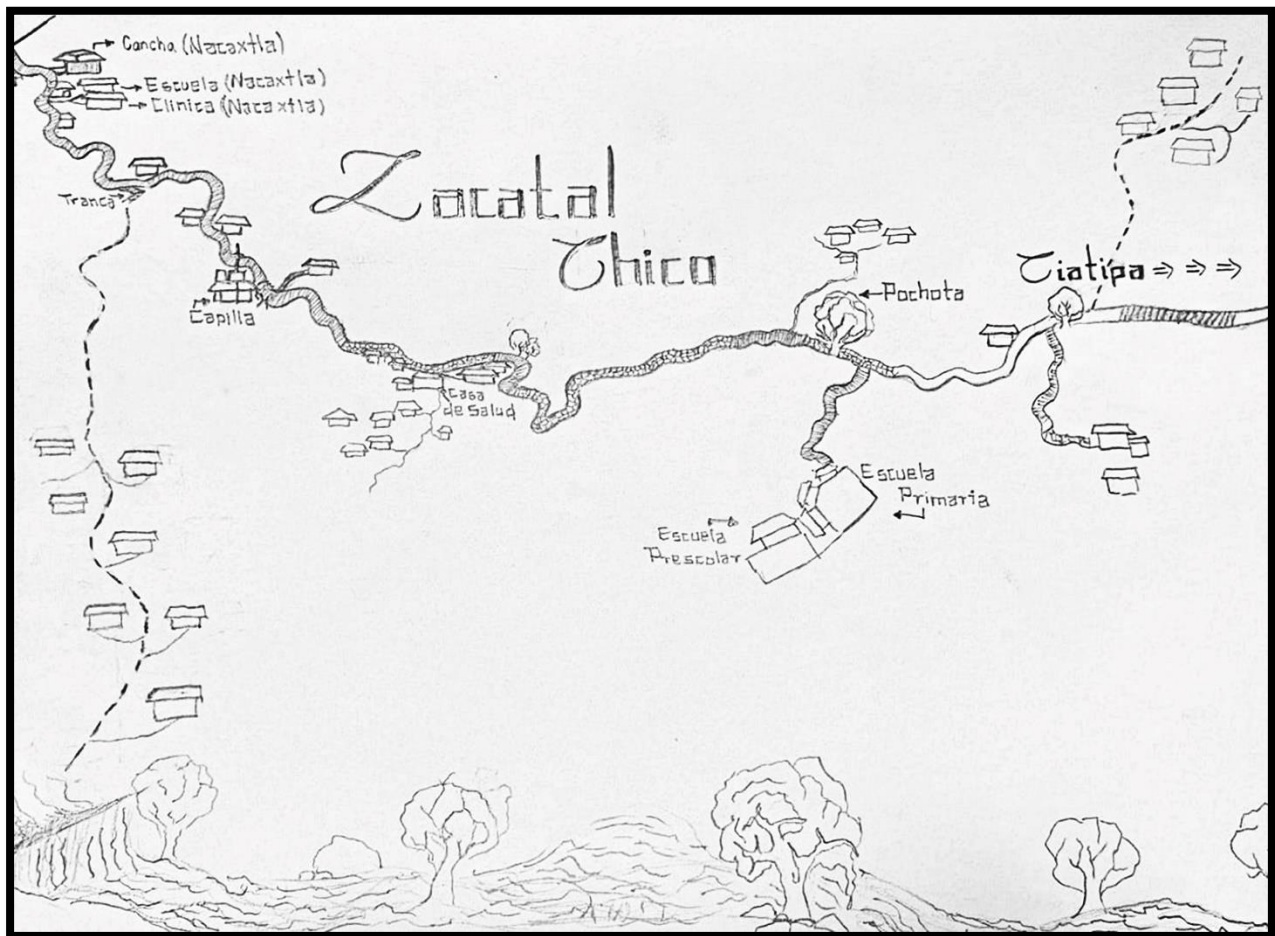 Cancha (Nacaxtla)
Escuela (Nacaxtla)
Clinica (Nacaxtla)
Tranca
Zacatal
Chico
Capilla
Pochota
Tiatipa
Casa
de Salud
Escuela
Primaria
Escuela
Prescolar